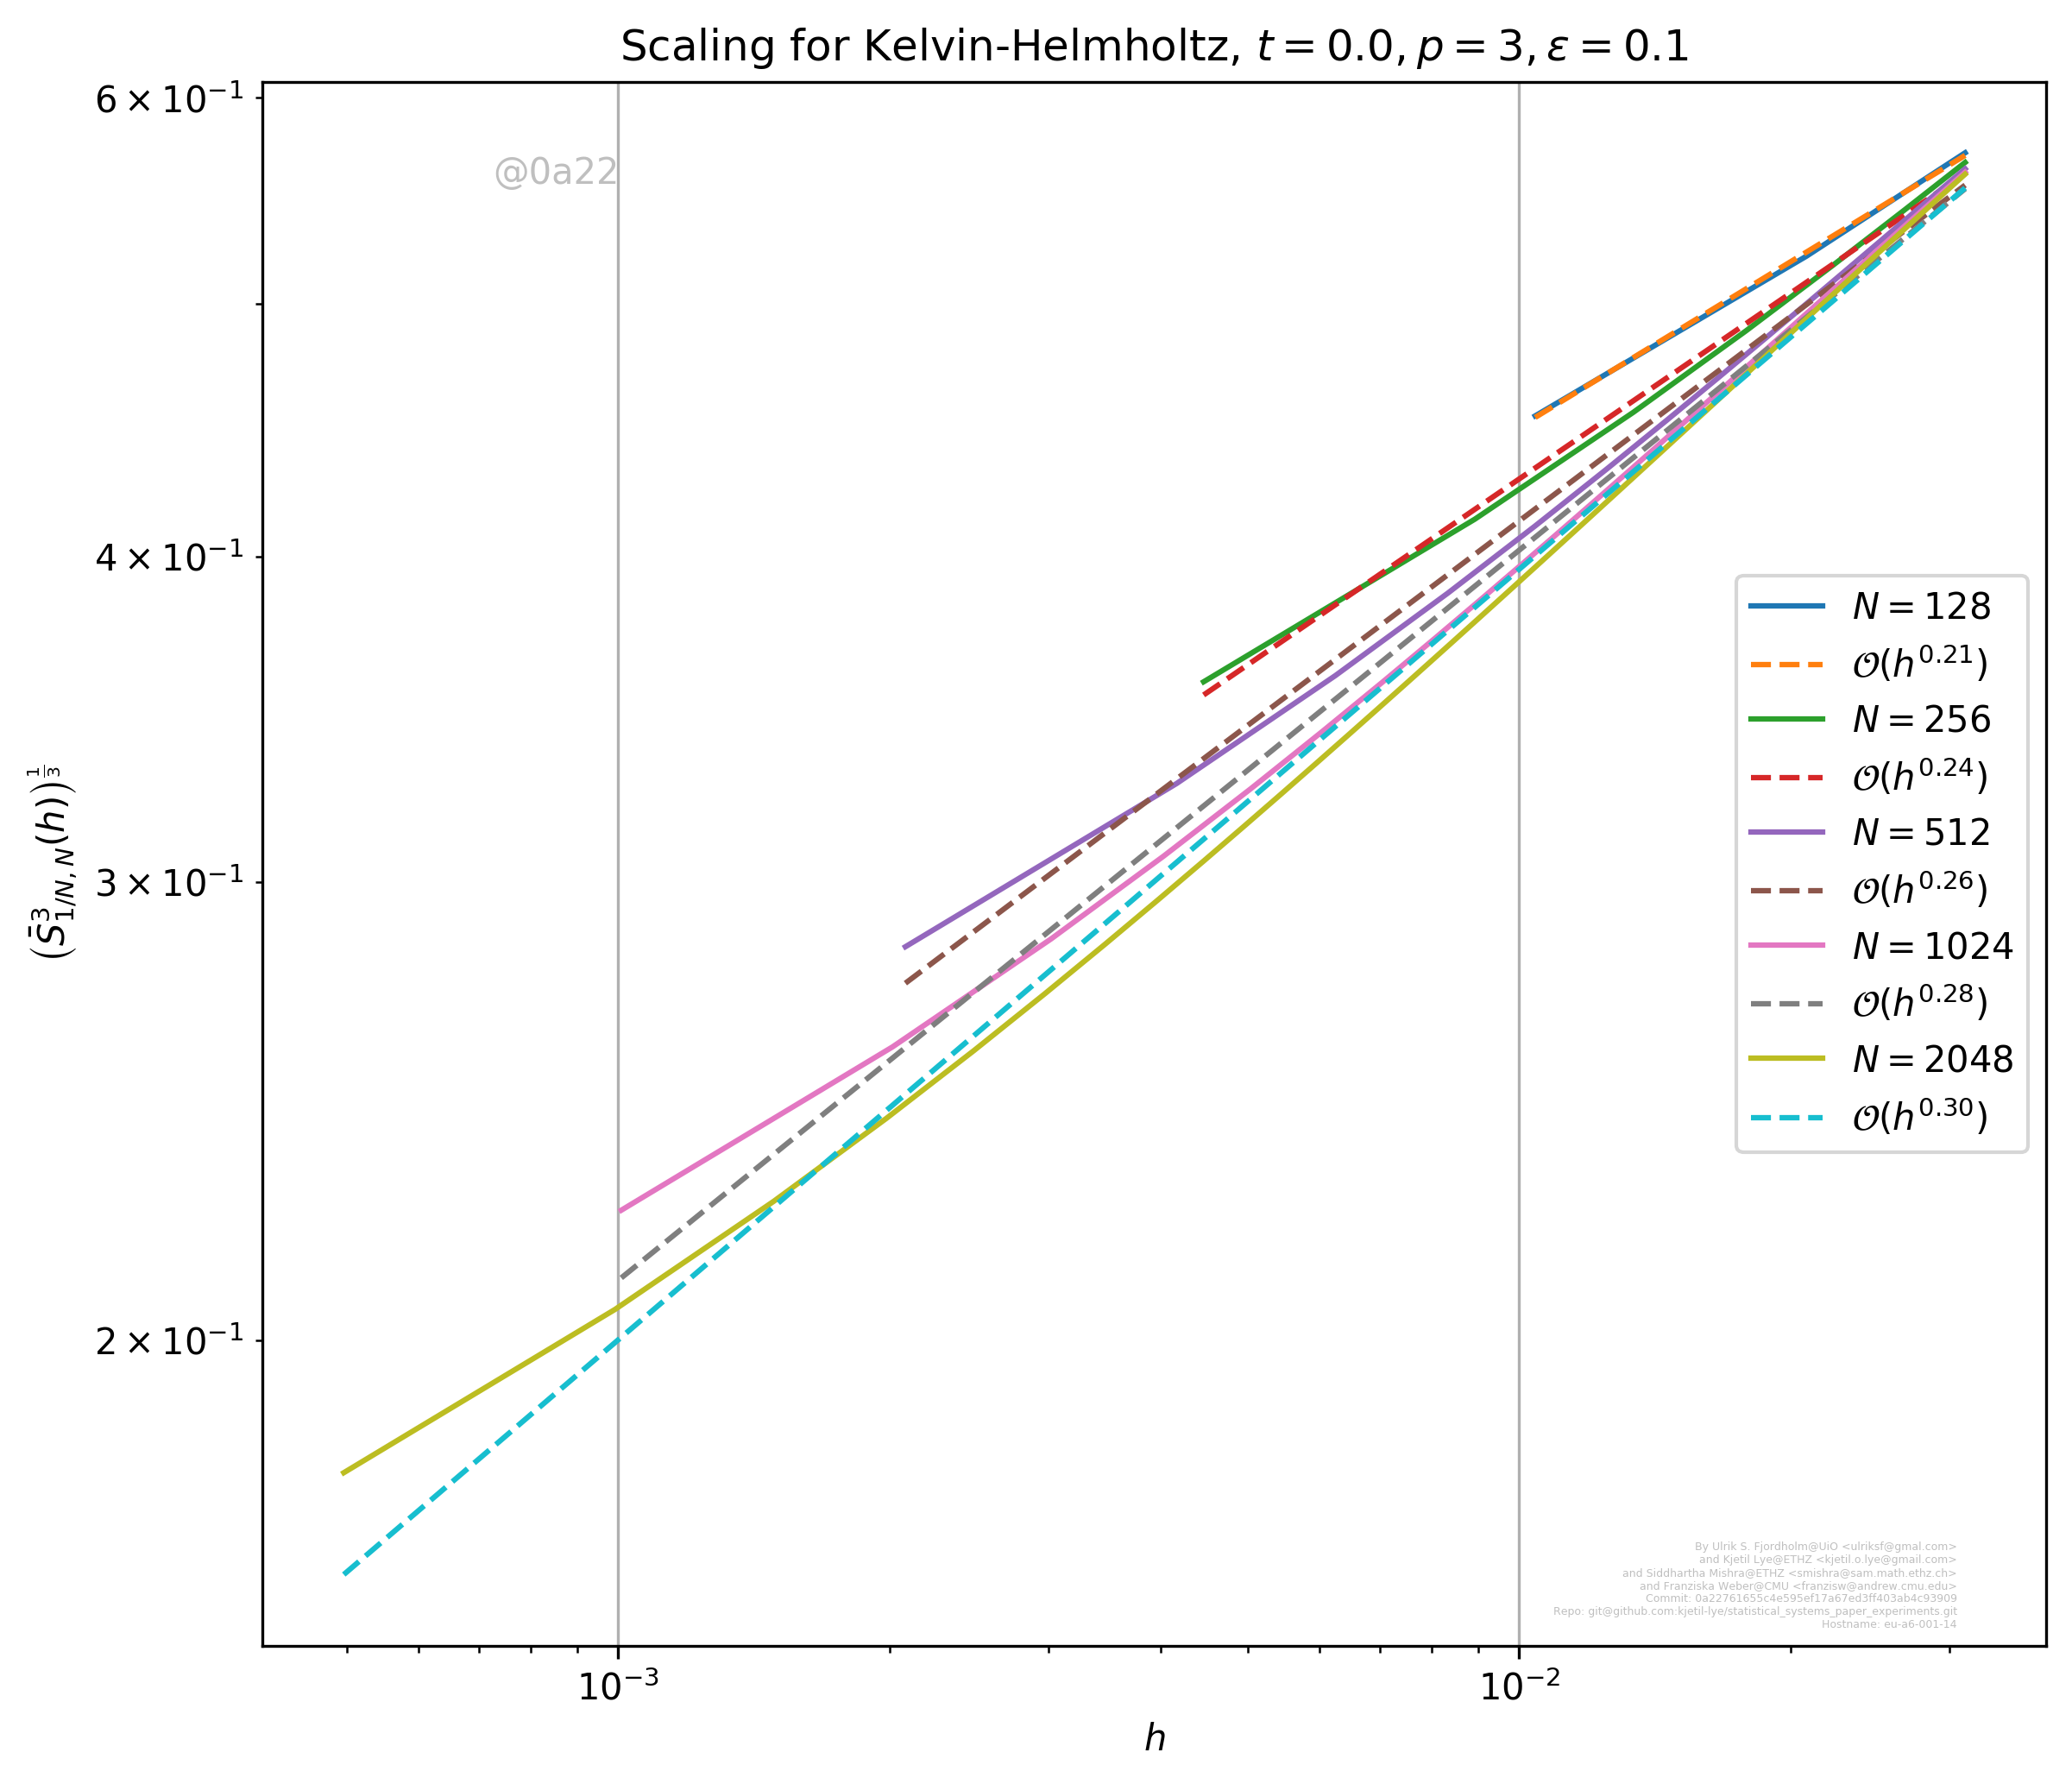 Scaling for Kelvin-Helmholtz, t = 0.0, p = 3, ε = 0.1
6 × 10⁻¹
@0a22
4 × 10⁻¹
3 × 10⁻¹
2 × 10⁻¹
(S̄³₁/N, N(h))^(1/3)
N = 128
𝒪(h^0.21)
N = 256
𝒪(h^0.24)
N = 512
𝒪(h^0.26)
N = 1024
𝒪(h^0.28)
N = 2048
𝒪(h^0.30)
By Ulrik S. Fjordholm@UiO <ulriksf@gmal.com>
and Kjetil Lye@ETHZ <kjetil.o.lye@gmail.com>
and Siddhartha Mishra@ETHZ <smishra@sam.math.ethz.ch>
and Franziska Weber@CMU <franzisw@andrew.cmu.edu>
Commit: 0a22761655c4e595ef17a67ed3ff403ab4c93909
Repo: git@github.com:kjetil-lye/statistical_systems_paper_experiments.git
Hostname: eu-a6-001-14
10⁻³
10⁻²
h